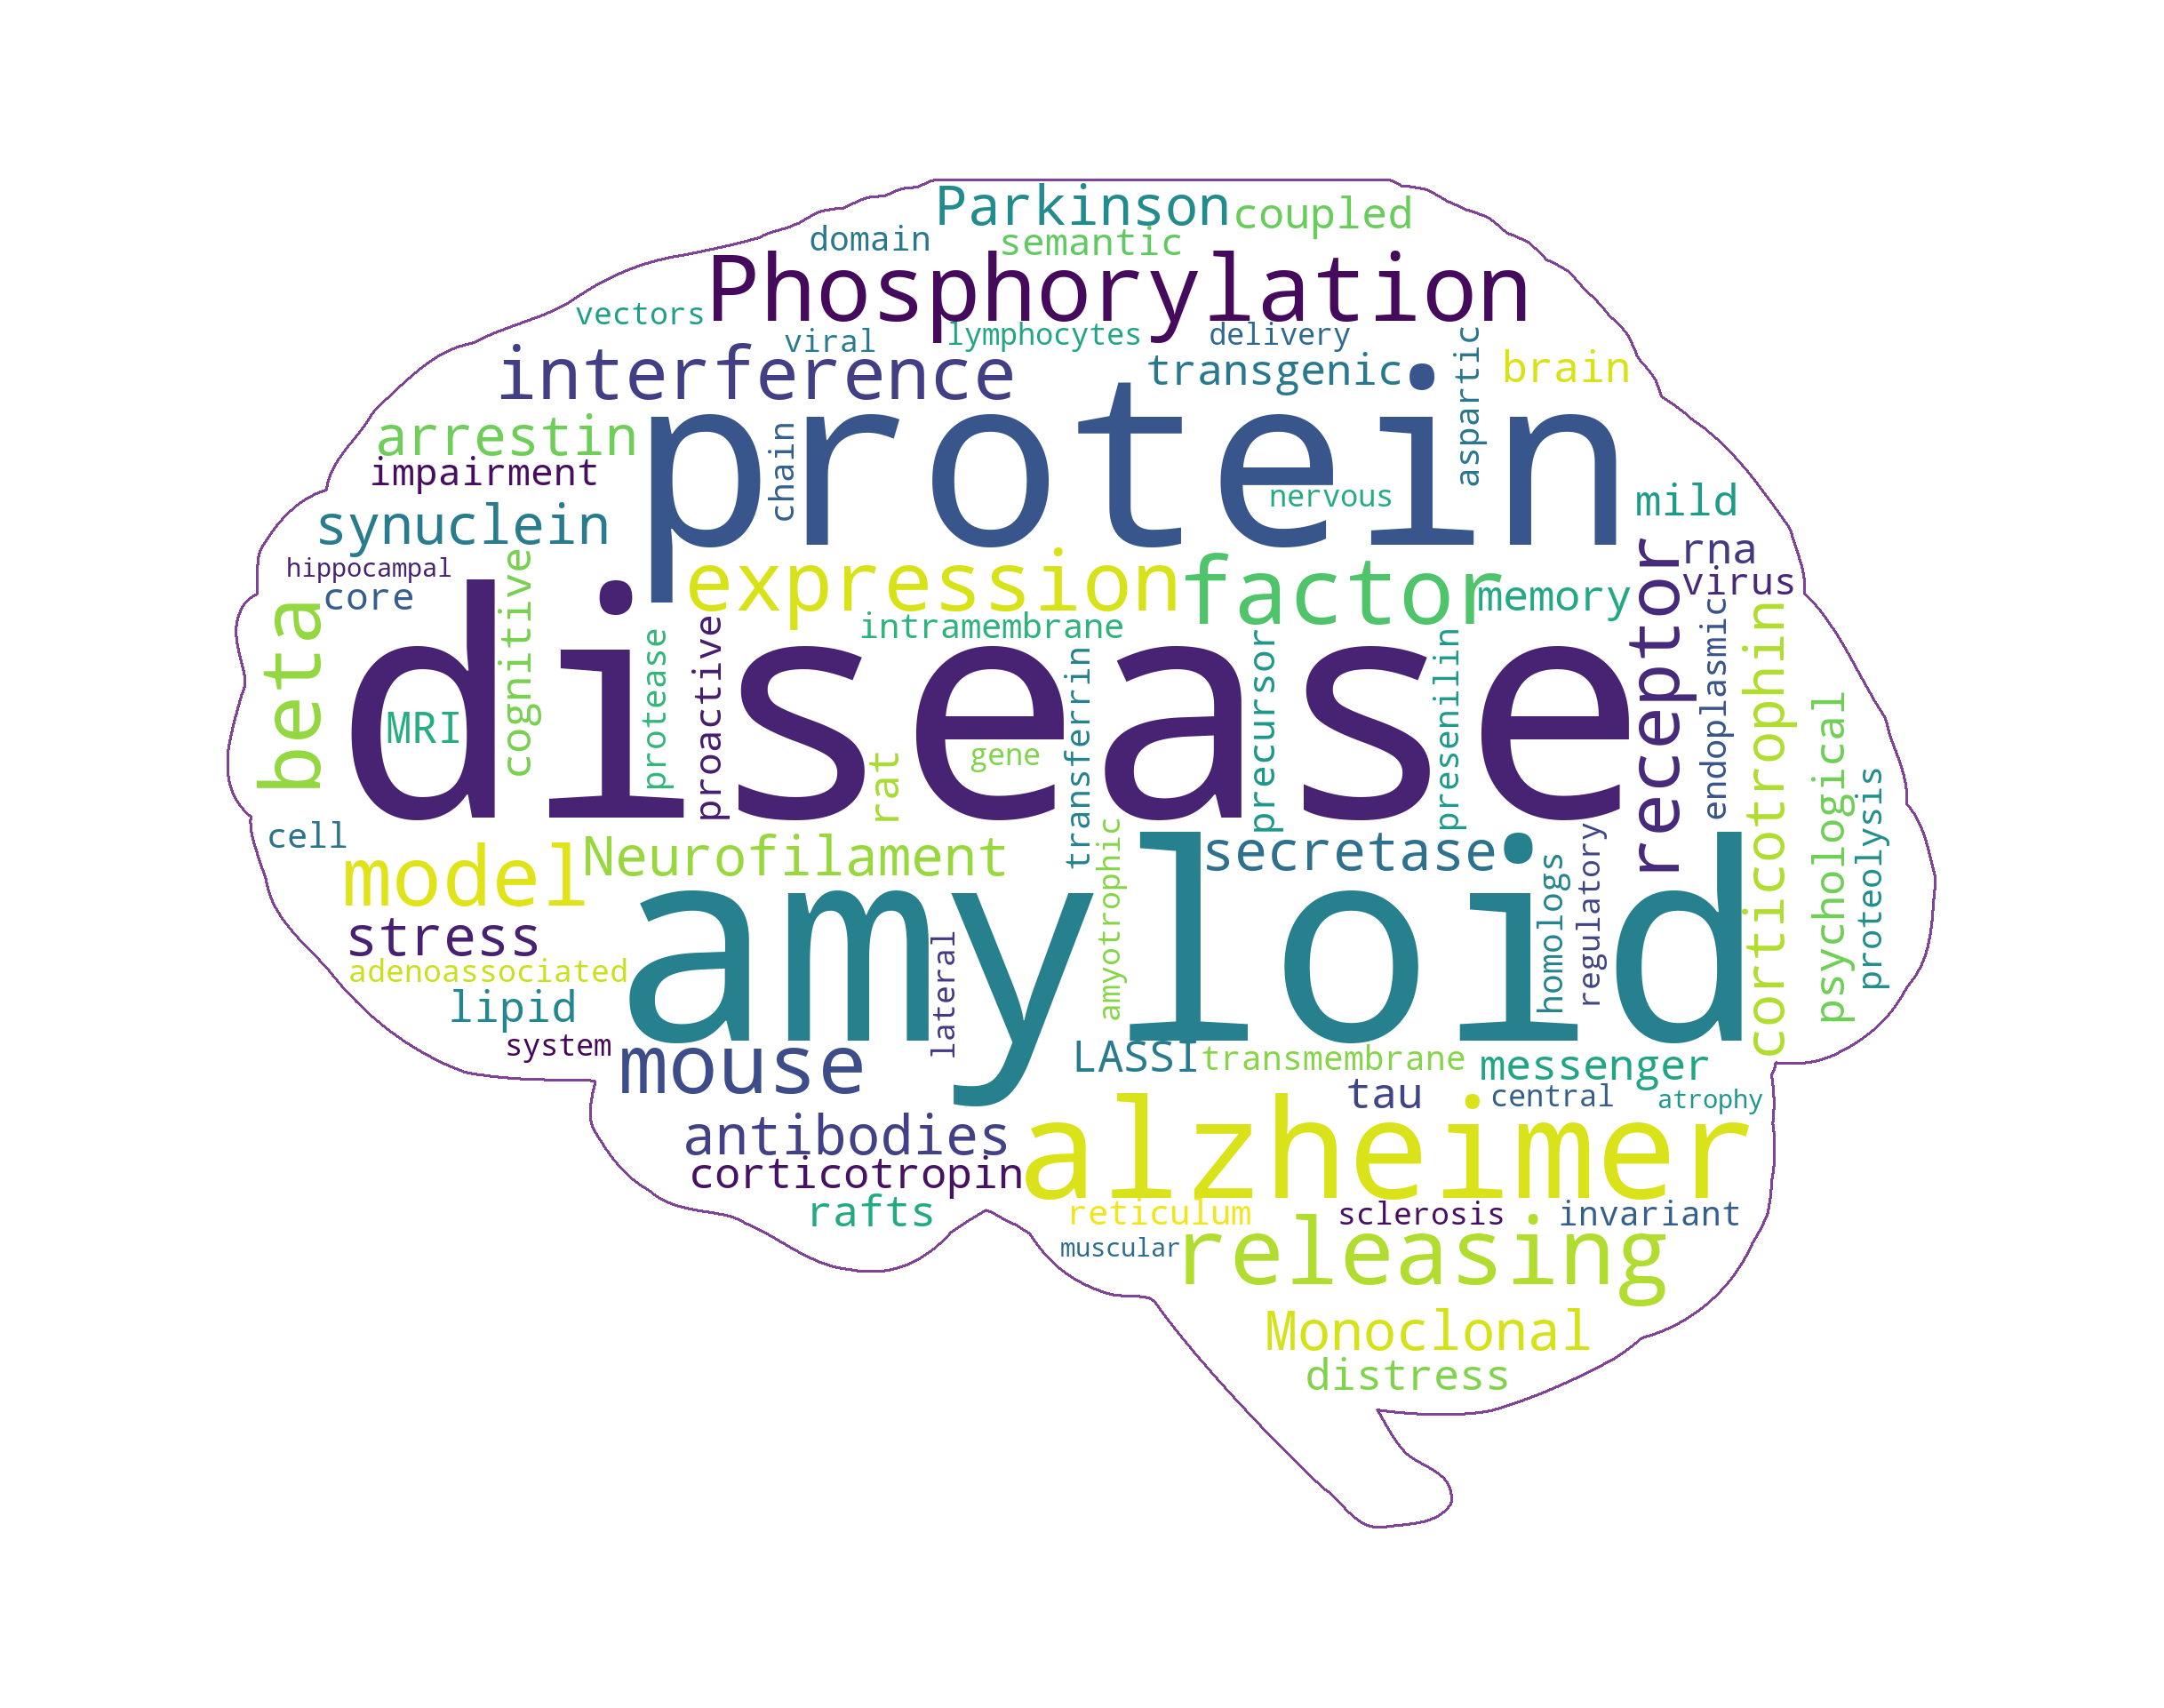 Parkinson
coupled
domain
semantic
Phosphorylation
vectors
viral
lymphocytes
delivery
interference
transgenic
aspartic
brain
arrestin
protein
chain
impairment
nervous
mild
synuclein
receptor
rna
hippocampal
core
cognitive
expression
factor
memory
virus
beta
intramembrane
disease
MRI
protease
proactive
rat
gene
transferrin
precursor
presenilin
endoplasmic
corticotrophin
psychological
proteolysis
cell
model
Neurofilament
secretase
amyotrophic
homologs
regulatory
stress
amyloid
adenoassociated
lateral
lipid
system
mouse
LASSI
transmembrane
messenger
tau
central
atrophy
antibodies
alzheimer
corticotropin
rafts
reticulum
sclerosis
invariant
muscular
releasing
Monoclonal
distress